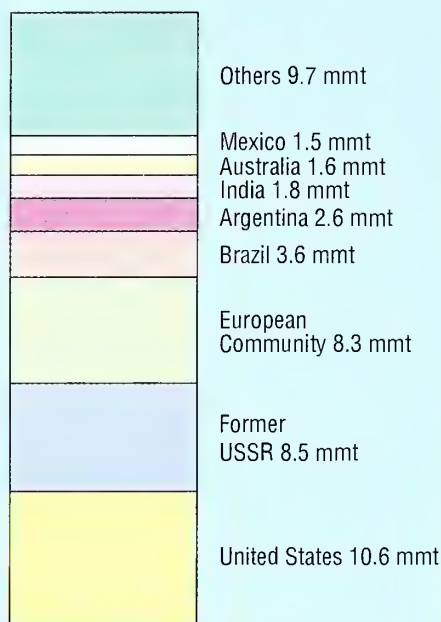 Others 9.7 mmt
Mexico 1.5 mmt
Australia 1.6 mmt
India 1.8 mmt
Argentina 2.6 mmt
Brazil 3.6 mmt
European
Community 8.3 mmt
Former
USSR 8.5 mmt
United States 10.6 mmt